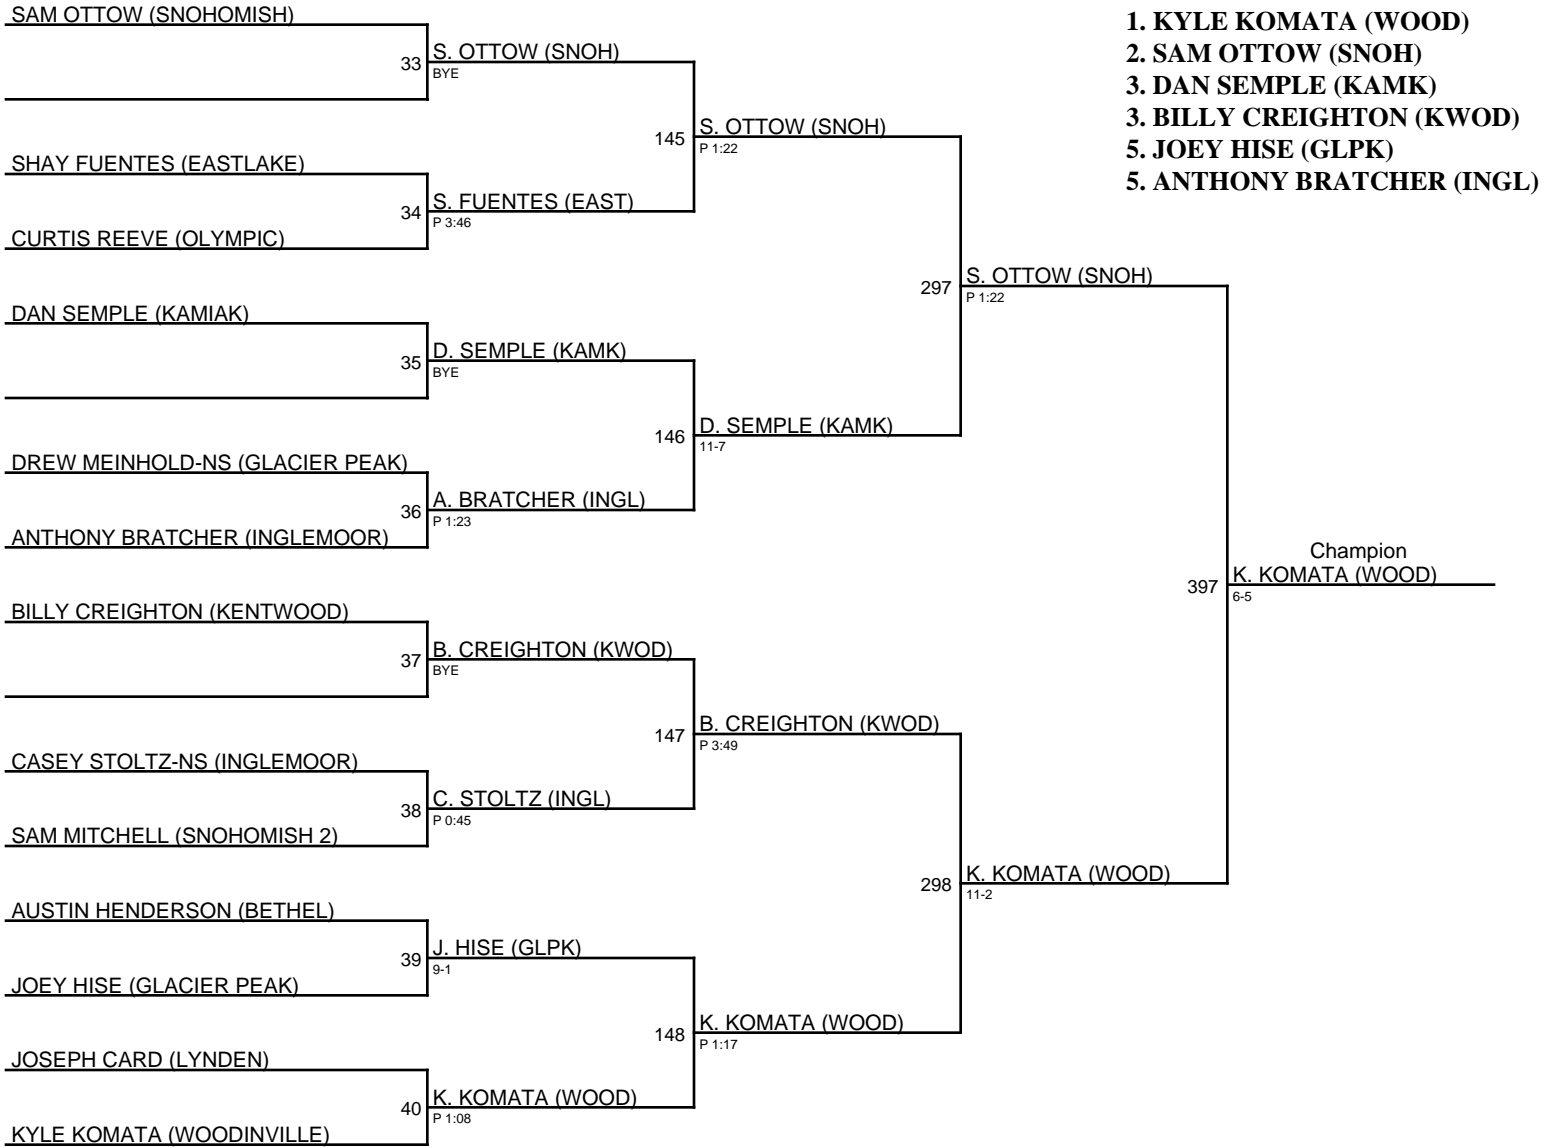 SAM OTTOW (SNOHOMISH)
33
S. OTTOW (SNOH)
BYE
SHAY FUENTES (EASTLAKE)
34
S. FUENTES (EAST)
P 3:46
CURTIS REEVE (OLYMPIC)
145
S. OTTOW (SNOH)
P 1:22
DAN SEMPLE (KAMIAK)
35
D. SEMPLE (KAMK)
BYE
DREW MEINHOLD-NS (GLACIER PEAK)
36
A. BRATCHER (INGL)
P 1:23
ANTHONY BRATCHER (INGLEMOOR)
146
D. SEMPLE (KAMK)
11-7
297
S. OTTOW (SNOH)
P 1:22
BILLY CREIGHTON (KENTWOOD)
37
B. CREIGHTON (KWOD)
BYE
CASEY STOLTZ-NS (INGLEMOOR)
38
C. STOLTZ (INGL)
P 0:45
SAM MITCHELL (SNOHOMISH 2)
147
B. CREIGHTON (KWOD)
P 3:49
AUSTIN HENDERSON (BETHEL)
39
J. HISE (GLPK)
9-1
JOEY HISE (GLACIER PEAK)
JOSEPH CARD (LYNDEN)
40
K. KOMATA (WOOD)
P 1:08
KYLE KOMATA (WOODINVILLE)
148
K. KOMATA (WOOD)
P 1:17
298
K. KOMATA (WOOD)
11-2
397
Champion
K. KOMATA (WOOD)
6-5
1. KYLE KOMATA (WOOD)
2. SAM OTTOW (SNOH)
3. DAN SEMPLE (KAMK)
3. BILLY CREIGHTON (KWOD)
5. JOEY HISE (GLPK)
5. ANTHONY BRATCHER (INGL)